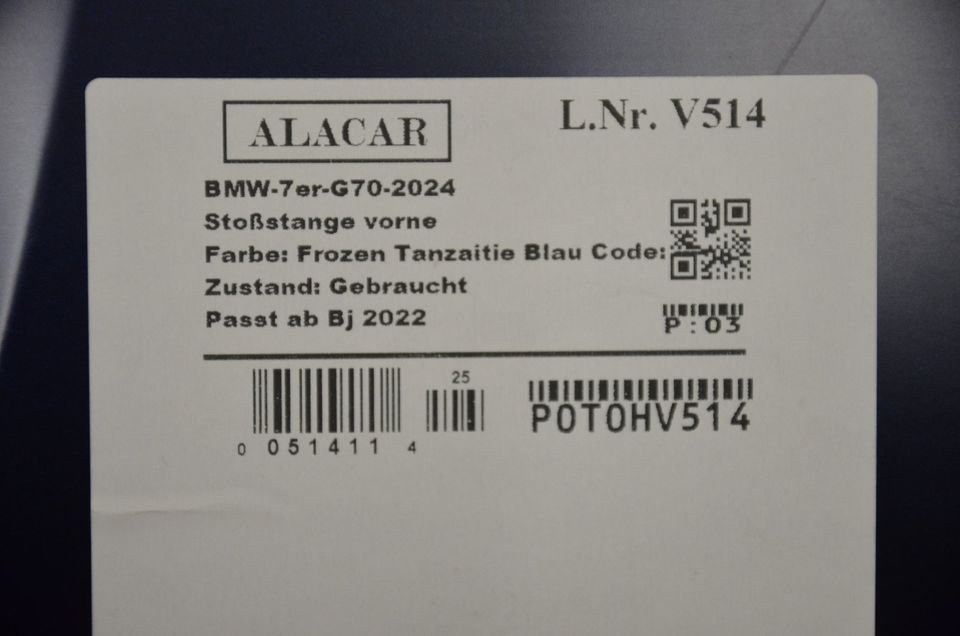 ALACAR
L.Nr. V514
BMW-7er-G70-2024
Stoßstange vorne
Farbe: Frozen Tanzaitie Blau Code:
Zustand: Gebraucht
Passt ab Bj 2022
P:03
25
0 051411 4
P0T0HV514